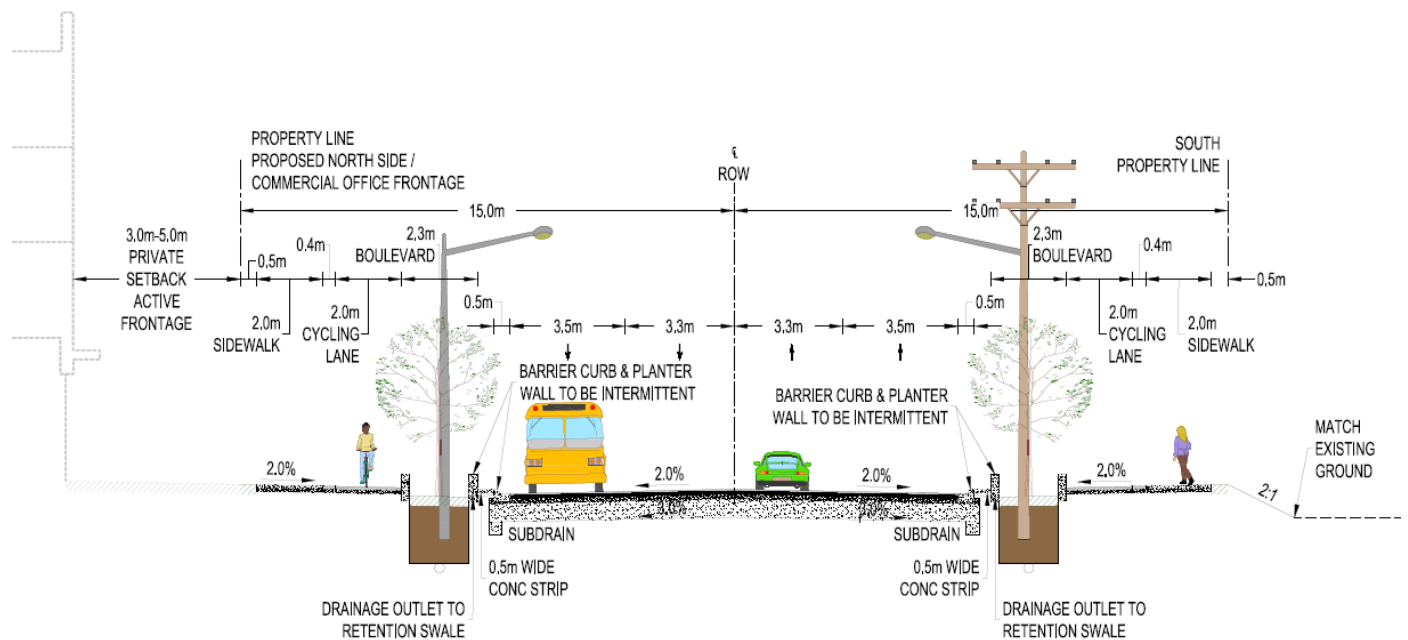 PROPERTY LINE
PROPOSED NORTH SIDE /
COMMERCIAL OFFICE FRONTAGE
℄
ROW
SOUTH
PROPERTY LINE
15.0m
15.0m
3.0m-5.0m
PRIVATE
SETBACK
ACTIVE
FRONTAGE
0.5m
0.4m
2.3m
BOULEVARD
2.3m
BOULEVARD
0.4m
0.5m
2.0m
SIDEWALK
2.0m
CYCLING
LANE
0.5m
3.5m
3.3m
3.3m
3.5m
0.5m
2.0m
CYCLING
LANE
2.0m
SIDEWALK
BARRIER CURB & PLANTER
WALL TO BE INTERMITTENT
BARRIER CURB & PLANTER
WALL TO BE INTERMITTENT
MATCH
EXISTING
GROUND
2.0%
2.0%
2.0%
2.0%
2:1
3.0%
3.0%
SUBDRAIN
SUBDRAIN
0.5m WIDE
CONC STRIP
0.5m WIDE
CONC STRIP
DRAINAGE OUTLET TO
RETENTION SWALE
DRAINAGE OUTLET TO
RETENTION SWALE